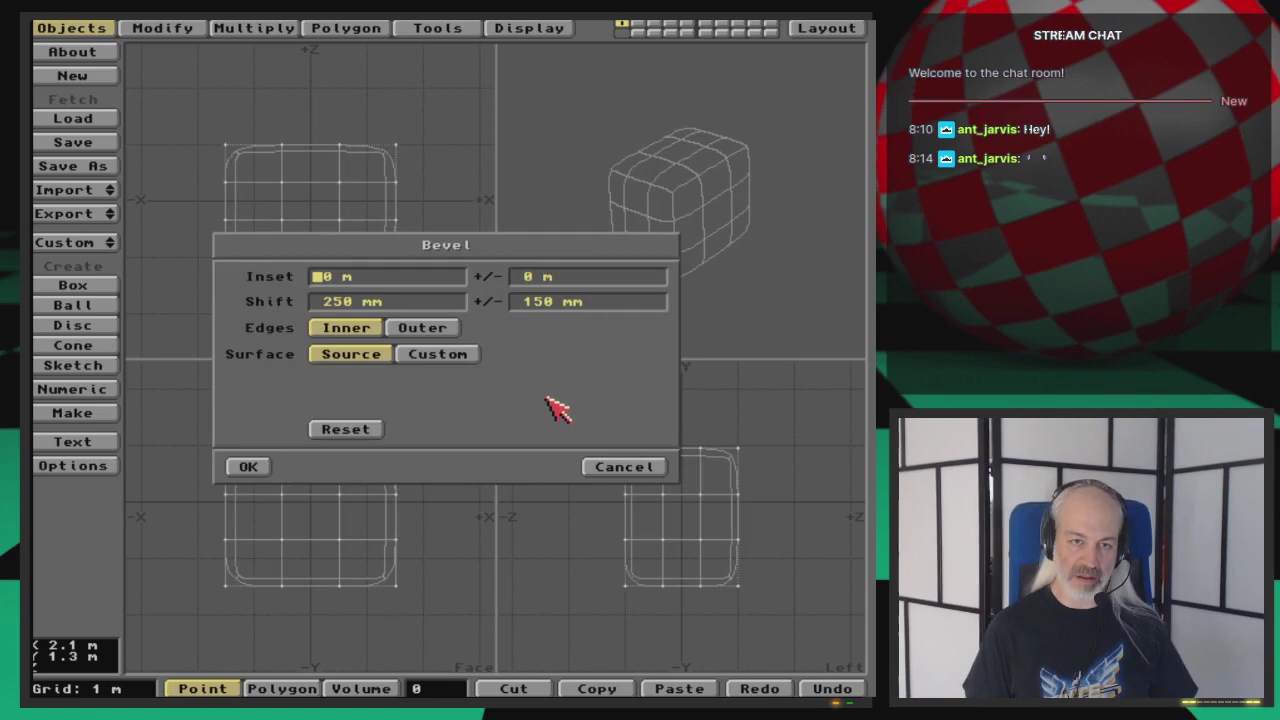 Objects Modify Multiply Polygon Tools Display Layout
About
New
Fetch
Load
Save
Save As
Import
Export
Custom
Create
Box
Ball
Disc
Cone
Sketch
Numeric
Make
Text
Options
+Z
-X +X
Bevel
Inset 0 m +/- 0 m
Shift 250 mm +/- 150 mm
Edges Inner Outer
Surface Source Custom
Reset
OK Cancel
Y
-X +X -Z +Z
-Y Face -Y Left
X 2.1 m
Y 1.3 m
Grid: 1 m Point Polygon Volume 0 Cut Copy Paste Redo Undo
STREAM CHAT
Welcome to the chat room!
New
8:10 ant_jarvis: Hey!
8:14 ant_jarvis: ' '